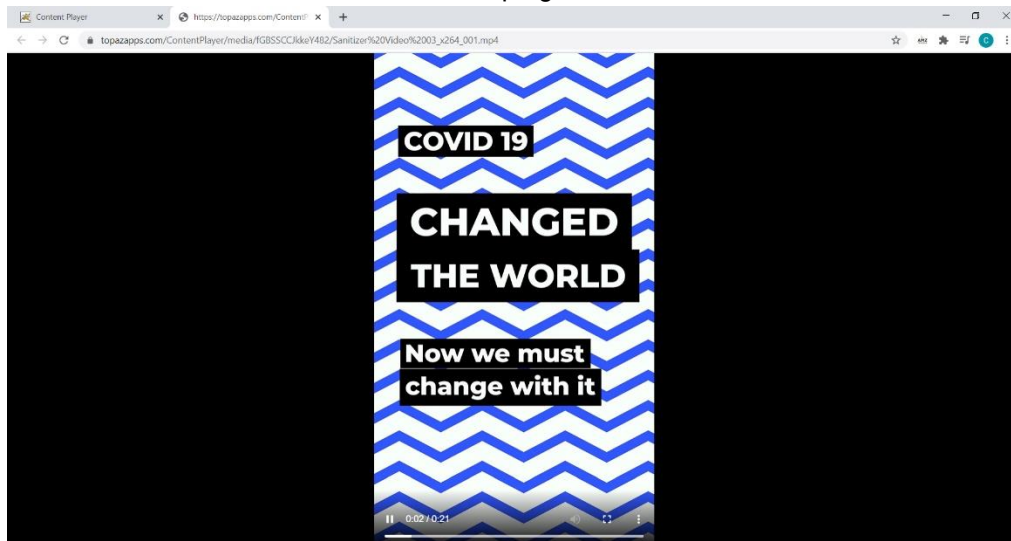 Content Player
https://topazapps.com/ContentP
topazapps.com/ContentPlayer/media/fGBSSCCJkkeY482/Sanitizer%20Video%2003_x264_001.mp4
C
COVID 19
CHANGED
THE WORLD
Now we must
change with it
0:02 / 0:21